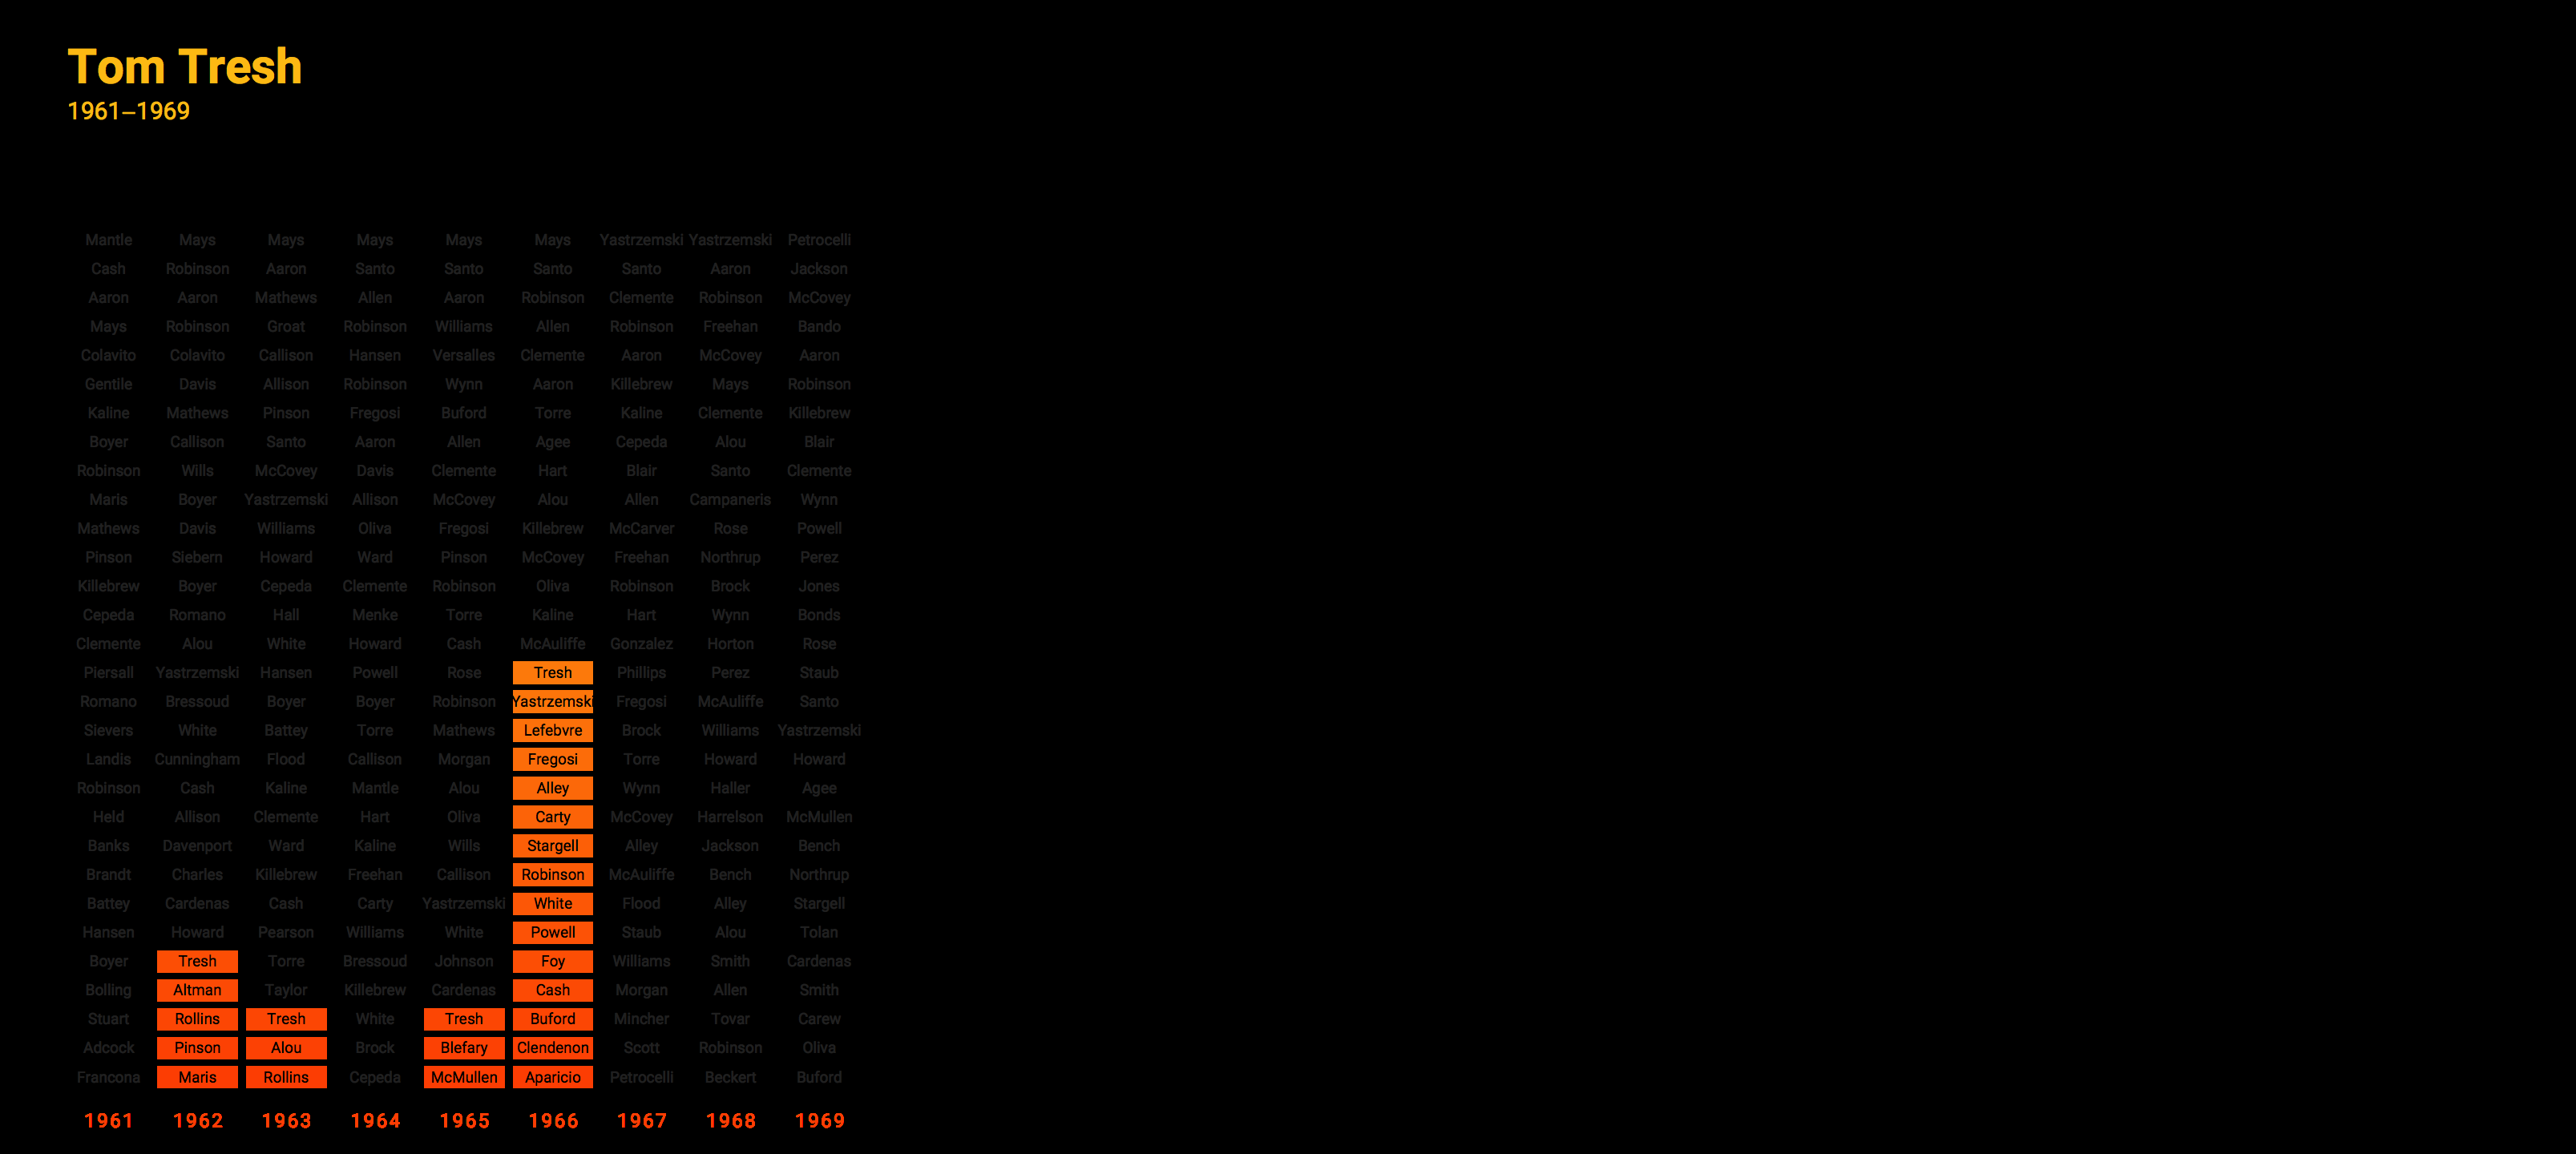 Tom Tresh
1961–1969
Mantle Mays Mays Mays Mays Mays Yastrzemski Yastrzemski Petrocelli
Cash Robinson Aaron Santo Santo Santo Santo Aaron Jackson
Aaron Aaron Mathews Allen Aaron Robinson Clemente Robinson McCovey
Mays Robinson Groat Robinson Williams Allen Robinson Freehan Bando
Colavito Colavito Callison Hansen Versalles Clemente Aaron McCovey Aaron
Gentile Davis Allison Robinson Wynn Aaron Killebrew Mays Robinson
Kaline Mathews Pinson Fregosi Buford Torre Kaline Clemente Killebrew
Boyer Callison Santo Aaron Allen Agee Cepeda Alou Blair
Robinson Wills McCovey Davis Clemente Hart Blair Santo Clemente
Maris Boyer Yastrzemski Allison McCovey Alou Allen Campaneris Wynn
Mathews Davis Williams Oliva Fregosi Killebrew McCarver Rose Powell
Pinson Siebern Howard Ward Pinson McCovey Freehan Northrup Perez
Killebrew Boyer Cepeda Clemente Robinson Oliva Robinson Brock Jones
Cepeda Romano Hall Menke Torre Kaline Hart Wynn Bonds
Clemente Alou White Howard Cash McAuliffe Gonzalez Horton Rose
Piersall Yastrzemski Hansen Powell Rose Tresh Phillips Perez Staub
Romano Bressoud Boyer Boyer Robinson Yastrzemski Fregosi McAuliffe Santo
Sievers White Battey Torre Mathews Lefebvre Brock Williams Yastrzemski
Landis Cunningham Flood Callison Morgan Fregosi Torre Howard Howard
Robinson Cash Kaline Mantle Alou Alley Wynn Haller Agee
Held Allison Clemente Hart Oliva Carty McCovey Harrelson McMullen
Banks Davenport Ward Kaline Wills Stargell Alley Jackson Bench
Brandt Charles Killebrew Freehan Callison Robinson McAuliffe Bench Northrup
Battey Cardenas Cash Carty Yastrzemski White Flood Alley Stargell
Hansen Howard Pearson Williams White Powell Staub Alou Tolan
Boyer Tresh Torre Bressoud Johnson Foy Williams Smith Cardenas
Bolling Altman Taylor Killebrew Cardenas Cash Morgan Allen Smith
Stuart Rollins Tresh White Tresh Buford Mincher Tovar Carew
Adcock Pinson Alou Brock Blefary Clendenon Scott Robinson Oliva
Francona Maris Rollins Cepeda McMullen Aparicio Petrocelli Beckert Buford
1961 1962 1963 1964 1965 1966 1967 1968 1969